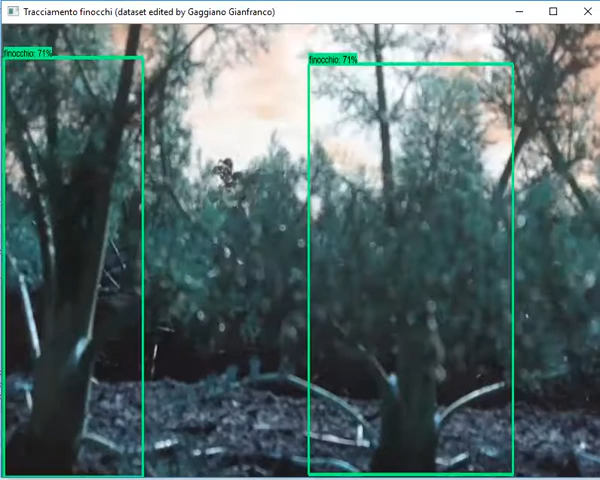 Tracciamento finocchi (dataset edited by Gaggiano Gianfranco)
finocchio: 71%
finocchio: 71%